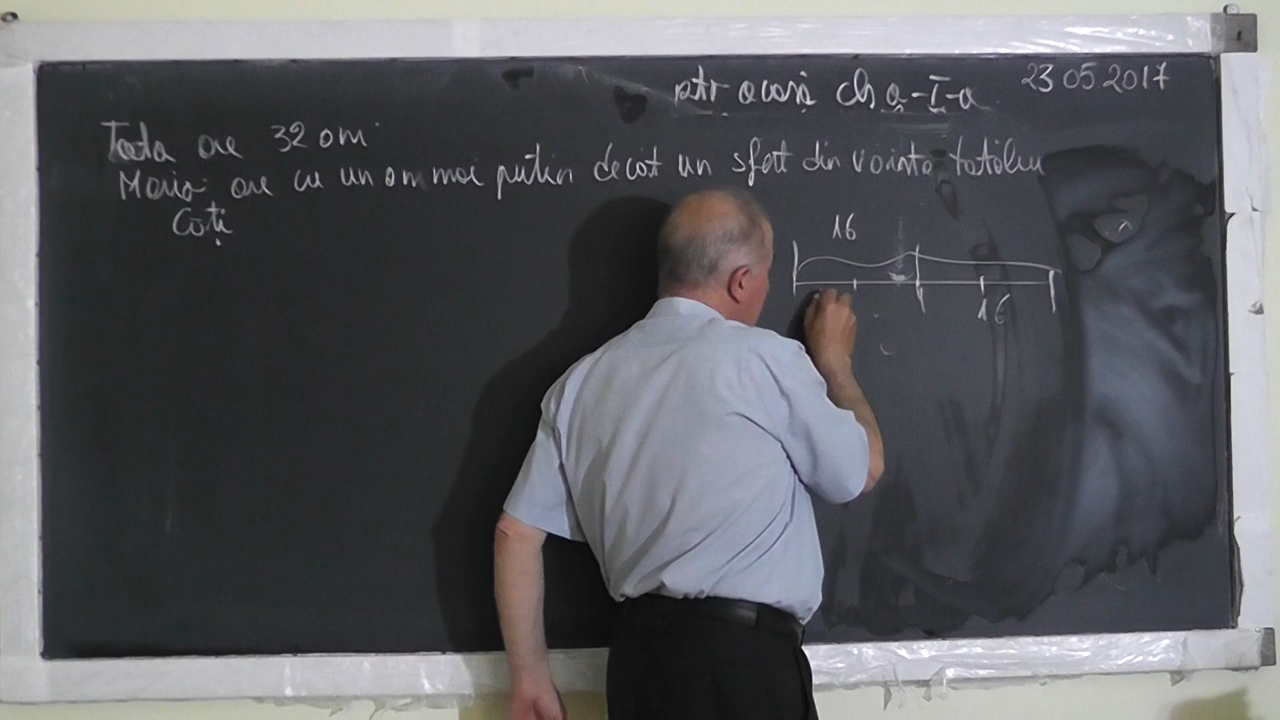 ptr acasă cls a-I-a 23 05 2017
Tata are 32 ani
Maria are cu un an mai puțin decât un sfert din vârsta tatălui
Câți
16
16